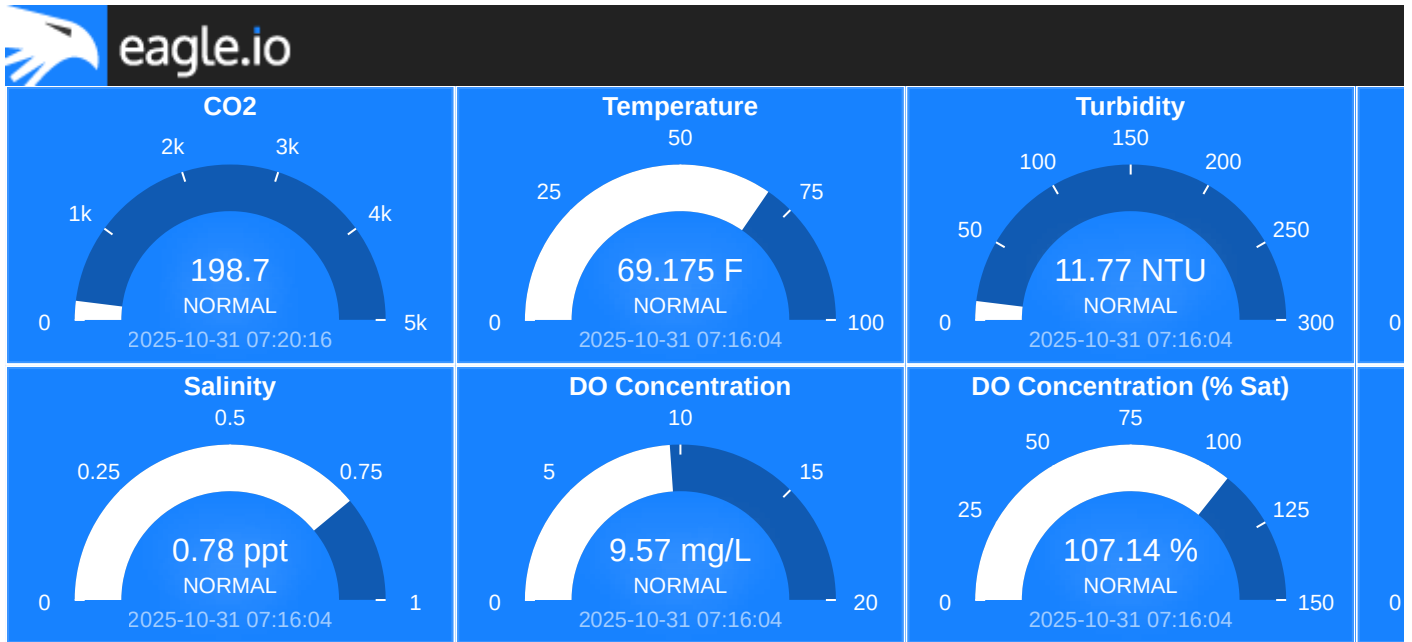 eagle.io
CO2
2k
3k
1k
4k
0
5k
198.7
NORMAL
2025-10-31 07:20:16
Temperature
50
25
75
0
100
69.175 F
NORMAL
2025-10-31 07:16:04
Turbidity
150
100
200
50
250
0
300
11.77 NTU
NORMAL
2025-10-31 07:16:04
0
Salinity
0.5
0.25
0.75
0
1
0.78 ppt
NORMAL
2025-10-31 07:16:04
DO Concentration
10
5
15
0
20
9.57 mg/L
NORMAL
2025-10-31 07:16:04
DO Concentration (% Sat)
75
50
100
25
125
0
150
107.14 %
NORMAL
2025-10-31 07:16:04
0